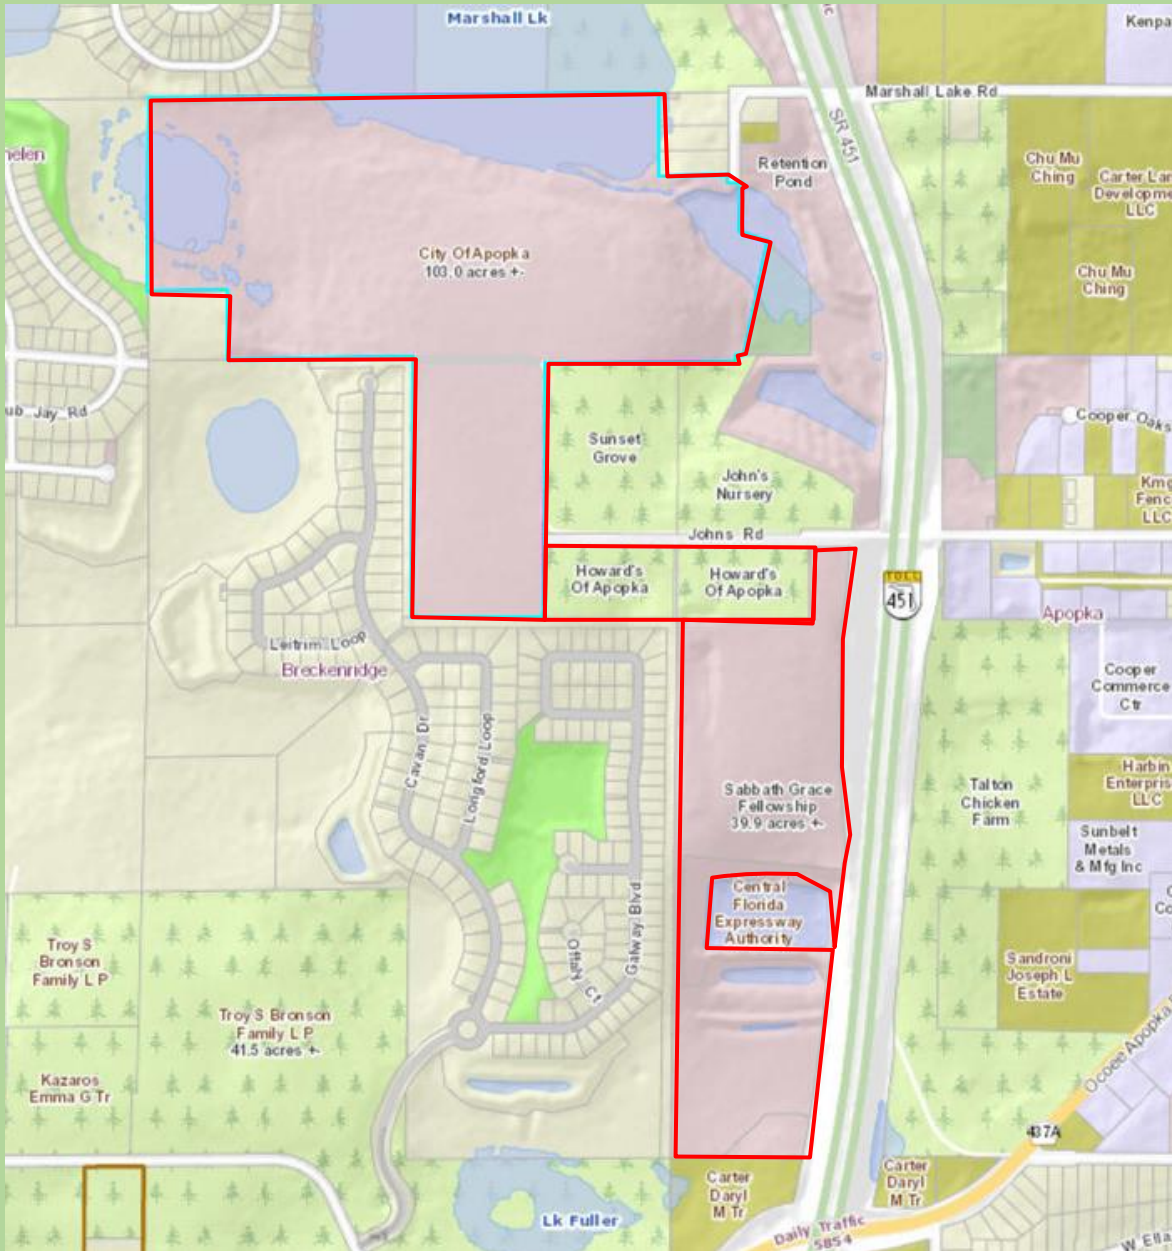 Marshall Lk
Kenpa
Marshall Lake Rd
SR 451
helen
Retention
Pond
Chu Mu
Ching
Carter Lan
Developme
LLC
City Of Apopka
103.0 acres +-
Chu Mu
Ching
ub Jay Rd
Cooper Oaks
Sunset
Grove
John's
Nursery
Kmg
Fenc
LLC
Johns Rd
Howard's
Of Apopka
Howard's
Of Apopka
TOLL
451
Apopka
Leitrim Loop
Breckenridge
Cooper
Commerce
Ctr
Cavan Dr
Longford Loop
Sabbath Grace
Fellowship
39.9 acres +-
Talton
Chicken
Farm
Harbin
Enterpris
LLC
Sunbelt
Metals
& Mfg Inc
Central
Florida
Expressway
Authority
C
Co
Galway Blvd
Offaly Ct
Troy S
Bronson
Family L P
Sandroni
Joseph L
Estate
Troy S Bronson
Family L P
41.5 acres +-
Kazaros
Emma G Tr
Ocoee Apopka
437A
Carter
Daryl
M Tr
Carter
Daryl
M Tr
Lk Fuller
Daily Traffic
5854
W Ella